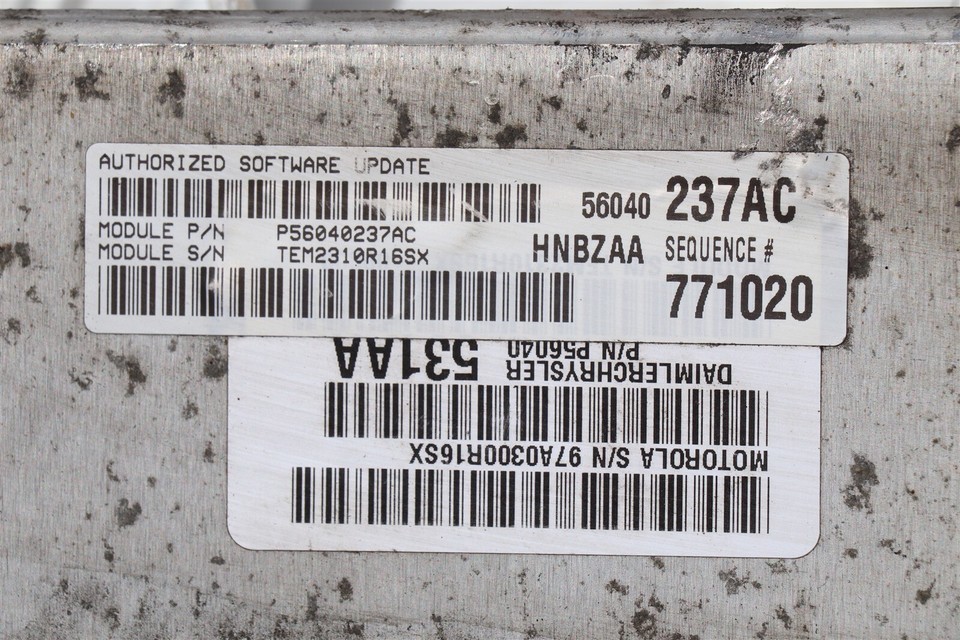 AUTHORIZED SOFTWARE UPDATE
56040 237AC
MODULE P/N P56040237AC
MODULE S/N TEM2310R16SX
HNBZAA SEQUENCE #
771020
DAIMLERCHRYSLER
P/N P56040 531AA
MOTOROLA S/N 97A0300R16SX